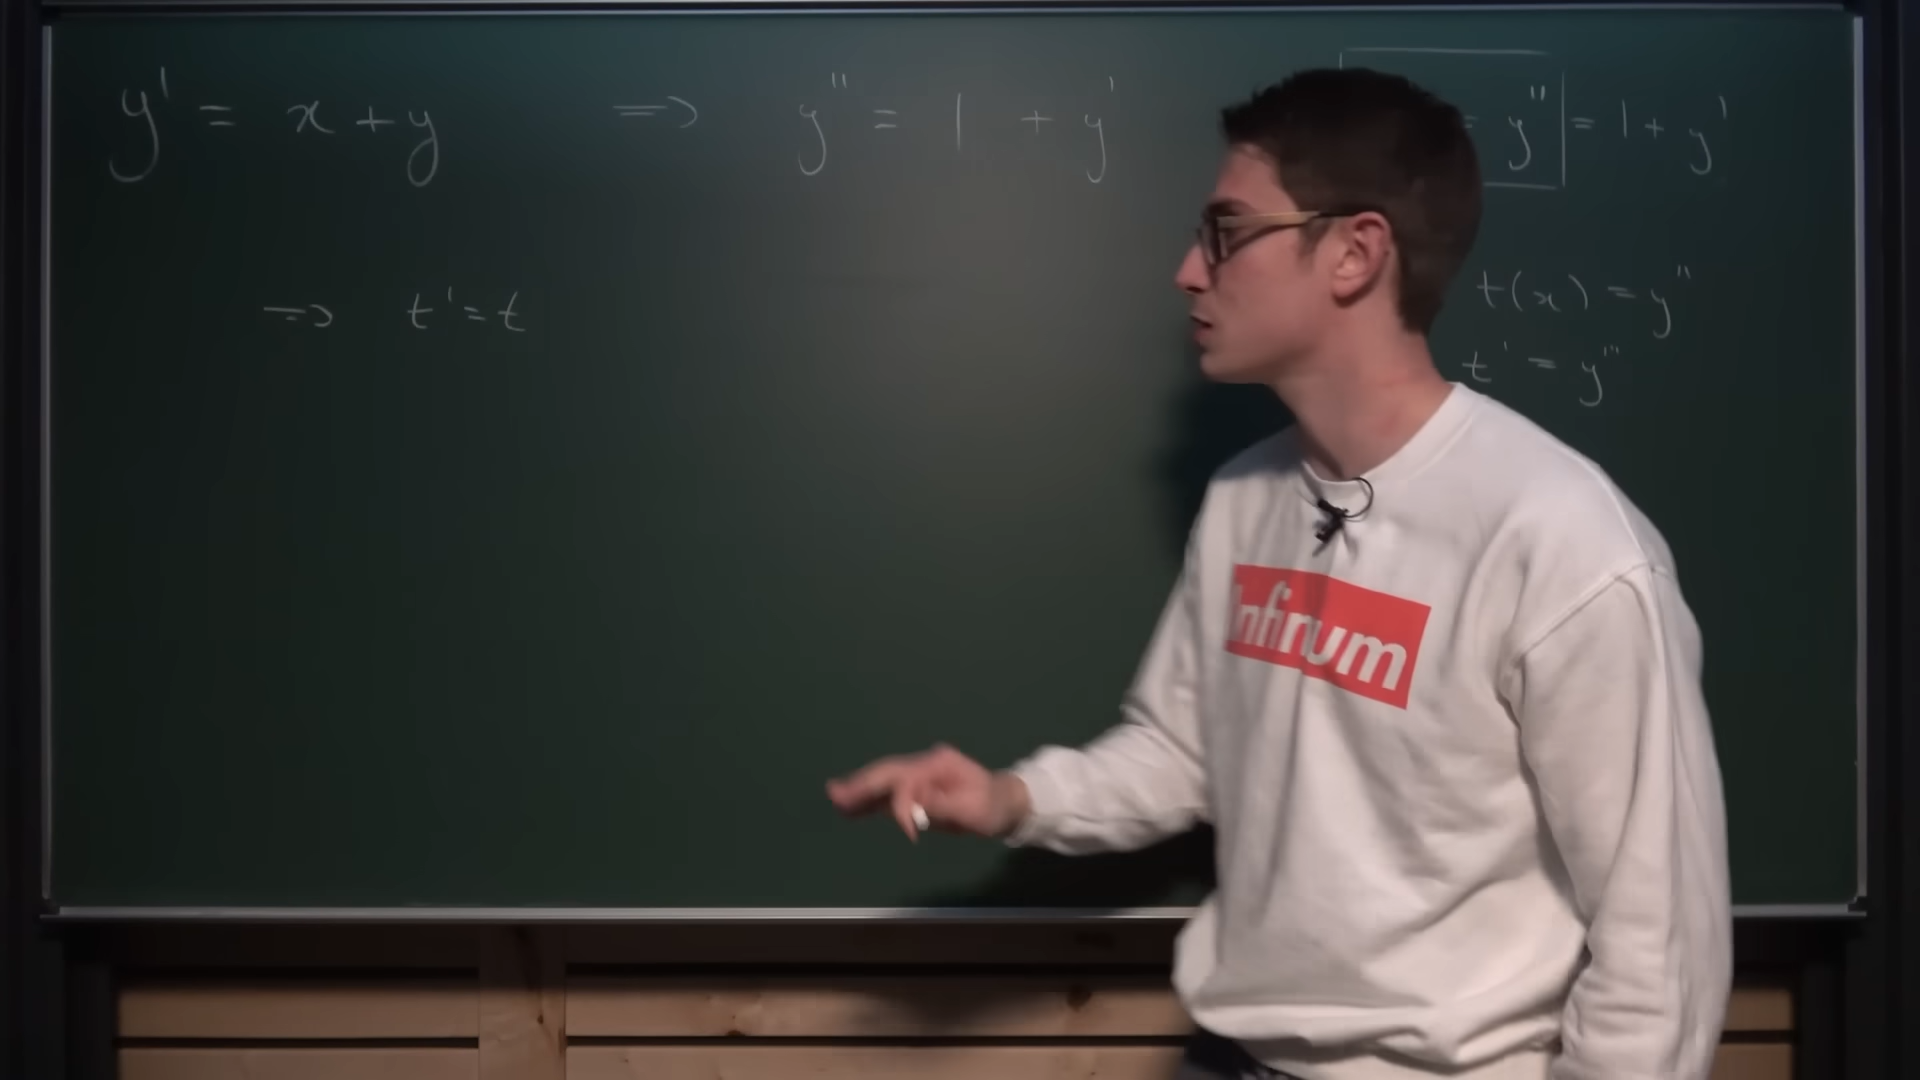 y' = x + y ⟹ y'' = 1 + y' = y'' = 1 + y'
⟹ t' = t
t(x) = y''
t' = y'''
infinum